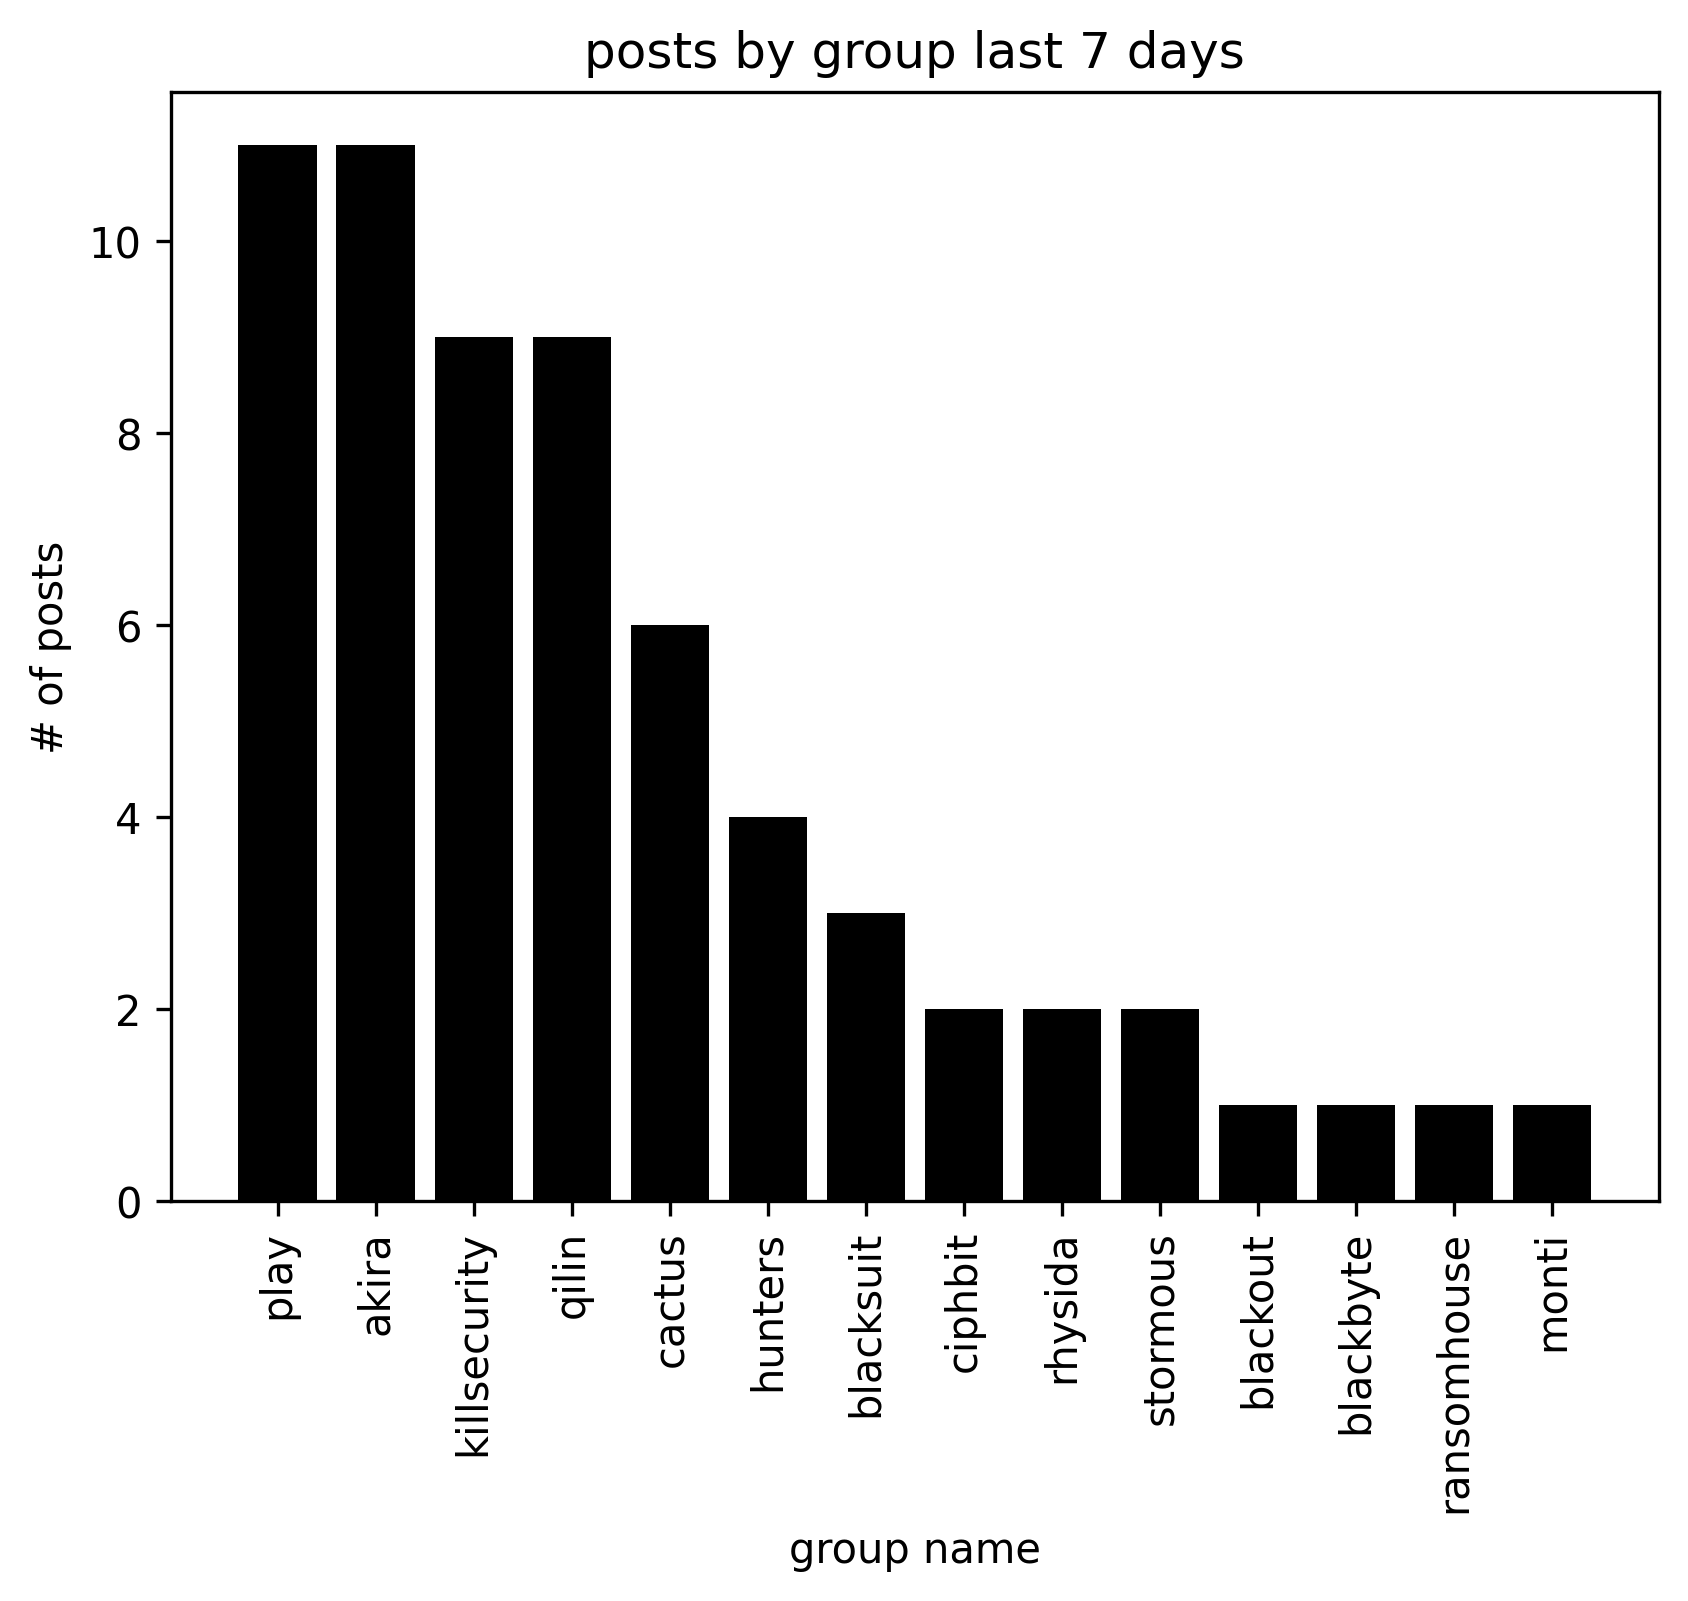 posts by group last 7 days
# of posts
10
8
6
4
2
0
play
akira
killsecurity
qilin
cactus
hunters
blacksuit
ciphbit
rhysida
stormous
blackout
blackbyte
ransomhouse
monti
group name